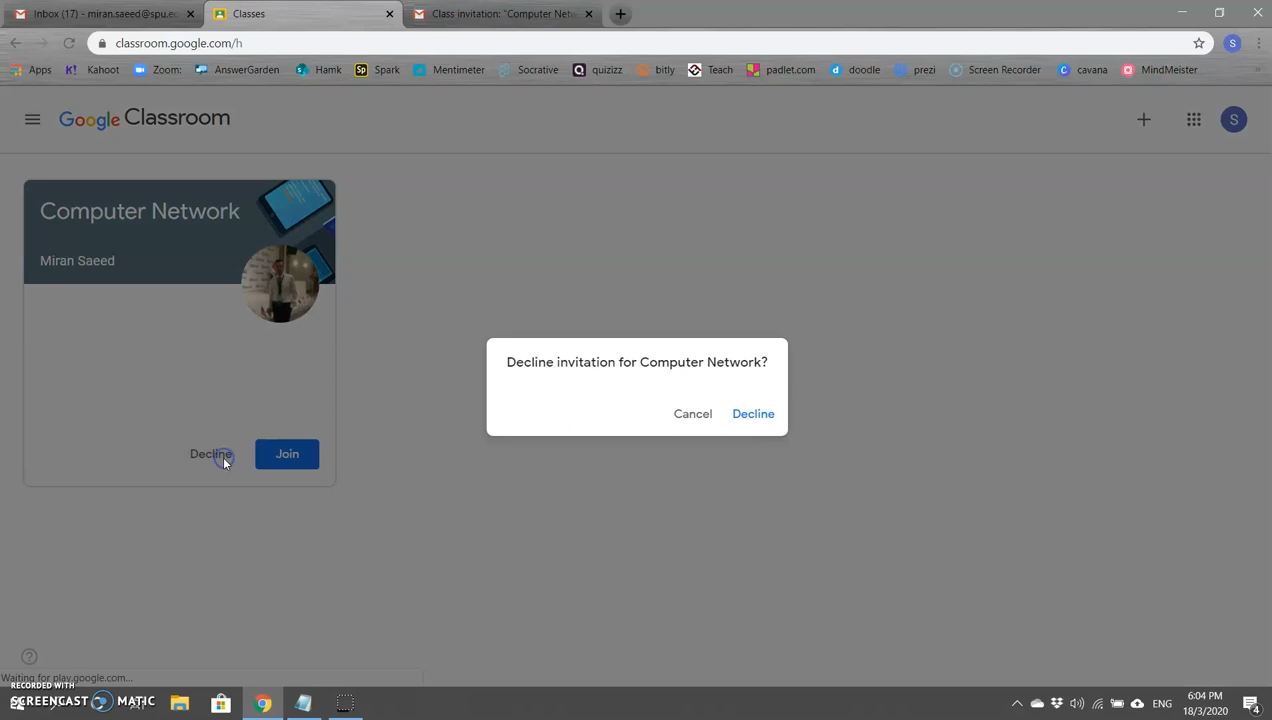 Inbox (17) - miran.saeed@spu.ec
Classes
Class invitation: "Computer Netw
classroom.google.com/h
Apps
Kahoot
Zoom:
AnswerGarden
Hamk
Spark
Mentimeter
Socrative
quizizz
bitly
Teach
padlet.com
doodle
prezi
Screen Recorder
cavana
MindMeister
Google Classroom
S
S
Computer Network
Miran Saeed
Decline invitation for Computer Network?
Cancel
Decline
Decline
Join
Waiting for play.google.com...
RECORDED WITH
SCREENCAST MATIC
ENG
6:04 PM
18/3/2020
4